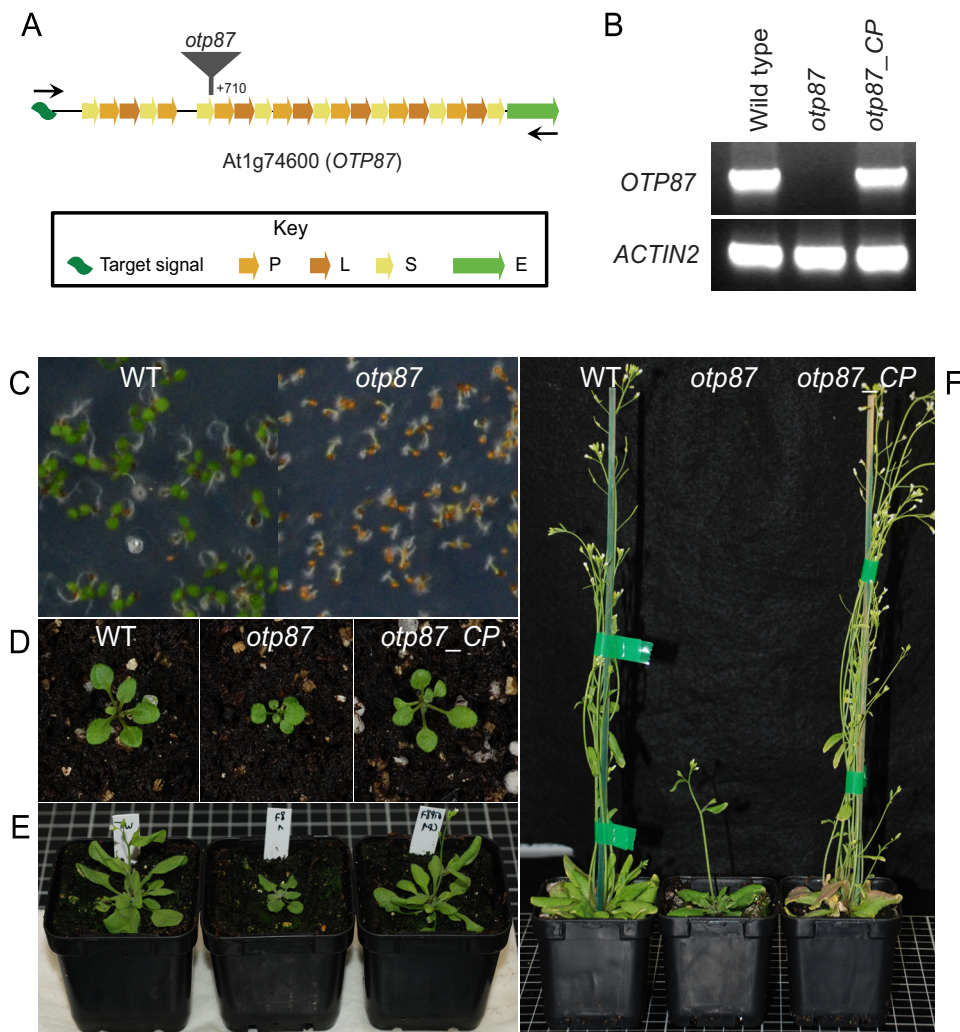 A
otp87
+710
At1g74600 (OTP87)
Key
Target signal P L S E
B
Wild type
otp87
otp87_CP
OTP87
ACTIN2
C
WT otp87
D
WT otp87 otp87_CP
E
F
WT otp87 otp87_CP